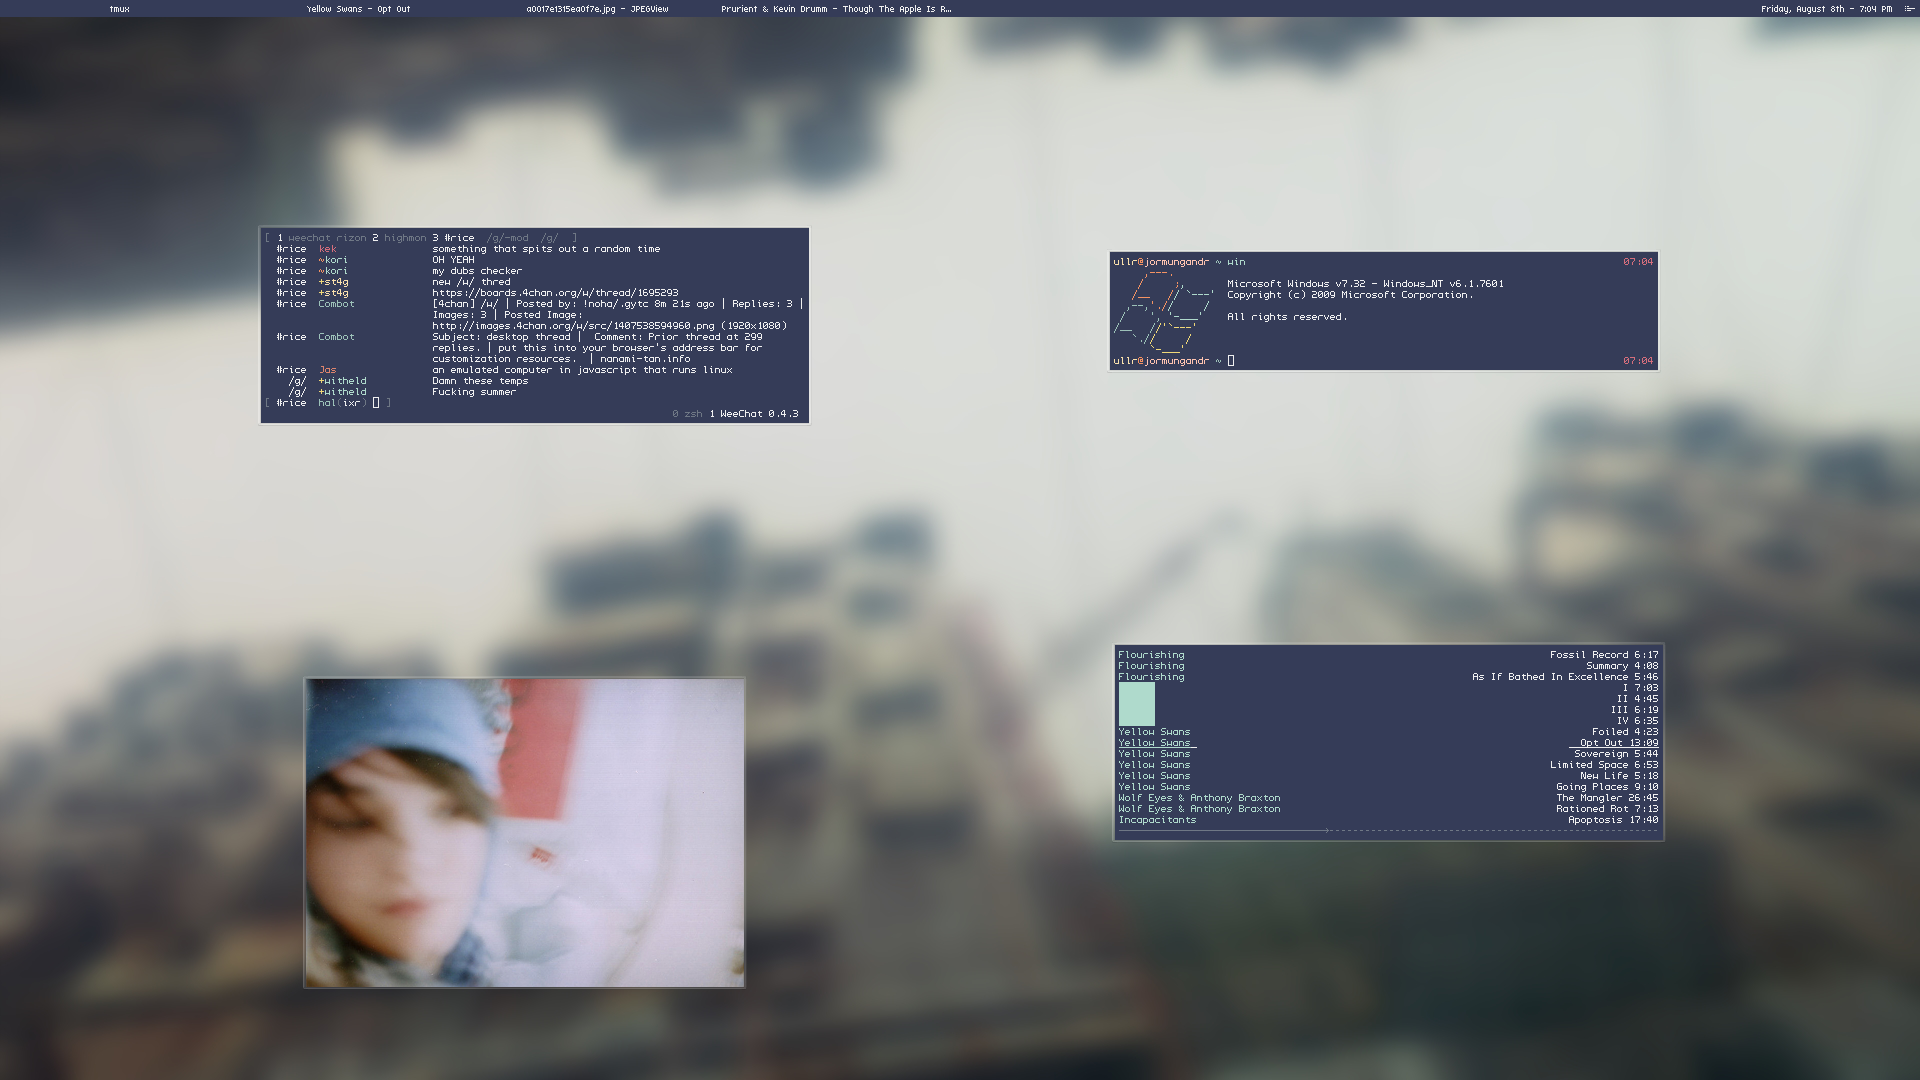 tmux
Yellow Swans - Opt Out
a0017e1315ea0f7e.jpg - JPEGView
Prurient & Kevin Drumm - Though The Apple Is R…
Friday, August 8th - 7:04 PM
[ 1 weechat rizon 2 highmon 3 #rice /g/-mod /g/ ]
#rice kek something that spits out a random time
#rice ~kori OH YEAH
#rice ~kori my dubs checker
#rice +st4g new /w/ thred
#rice +st4g https://boards.4chan.org/w/thread/1695293
#rice Combot [4chan] /w/ | Posted by: !noha/.gytc 8m 21s ago | Replies: 3 |
Images: 3 | Posted Image:
http://images.4chan.org/w/src/1407538594960.png (1920x1080)
#rice Combot Subject: desktop thread | Comment: Prior thread at 299
replies. | put this into your browser's address bar for
customization resources. | nanami-tan.info
#rice Jas an emulated computer in javascript that runs linux
/g/ +witheld Damn these temps
/g/ +witheld Fucking summer
[ #rice hal(ixr) ]
0 zsh 1 WeeChat 0.4.3
ullr@jormungandr ~ win 07:04
Microsoft Windows v7.32 - Windows_NT v6.1.7601
Copyright (c) 2009 Microsoft Corporation.
All rights reserved.
ullr@jormungandr ~ 07:04
Flourishing Fossil Record 6:17
Flourishing Summary 4:08
Flourishing As If Bathed In Excellence 5:46
I 7:03
II 4:45
III 6:19
IV 6:35
Yellow Swans Foiled 4:23
Yellow Swans Opt Out 13:09
Yellow Swans Sovereign 5:44
Yellow Swans Limited Space 6:53
Yellow Swans New Life 5:18
Yellow Swans Going Places 9:10
Wolf Eyes & Anthony Braxton The Mangler 26:45
Wolf Eyes & Anthony Braxton Rationed Rot 7:13
Incapacitants Apoptosis 17:40